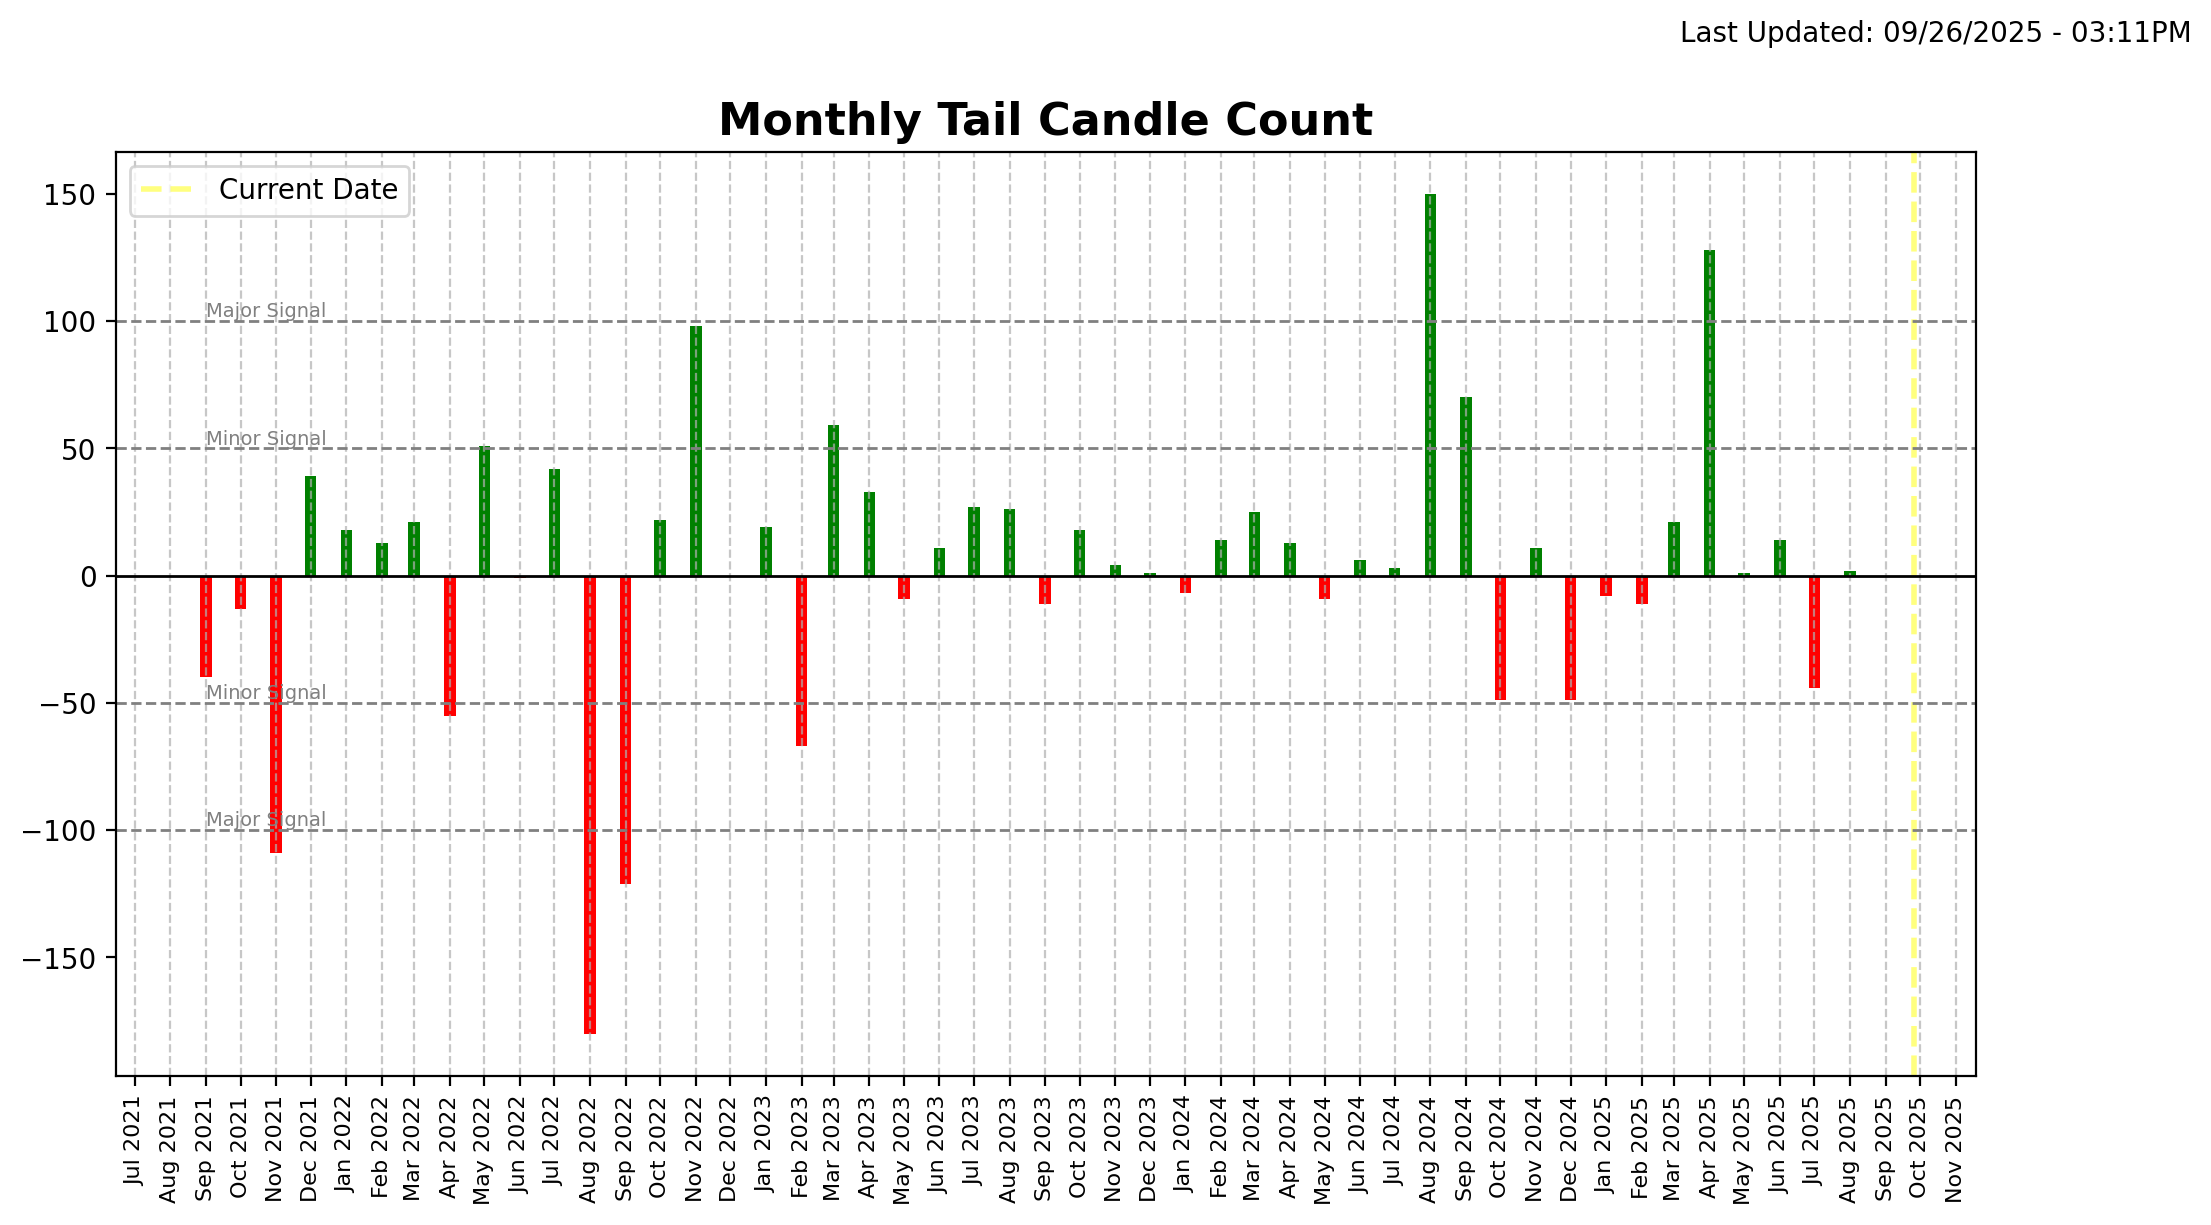 Last Updated: 09/26/2025 - 03:11PM
Monthly Tail Candle Count
Current Date
150
100
50
0
−50
−100
−150
Major Signal
Minor Signal
Minor Signal
Major Signal
Jul 2021
Aug 2021
Sep 2021
Oct 2021
Nov 2021
Dec 2021
Jan 2022
Feb 2022
Mar 2022
Apr 2022
May 2022
Jun 2022
Jul 2022
Aug 2022
Sep 2022
Oct 2022
Nov 2022
Dec 2022
Jan 2023
Feb 2023
Mar 2023
Apr 2023
May 2023
Jun 2023
Jul 2023
Aug 2023
Sep 2023
Oct 2023
Nov 2023
Dec 2023
Jan 2024
Feb 2024
Mar 2024
Apr 2024
May 2024
Jun 2024
Jul 2024
Aug 2024
Sep 2024
Oct 2024
Nov 2024
Dec 2024
Jan 2025
Feb 2025
Mar 2025
Apr 2025
May 2025
Jun 2025
Jul 2025
Aug 2025
Sep 2025
Oct 2025
Nov 2025